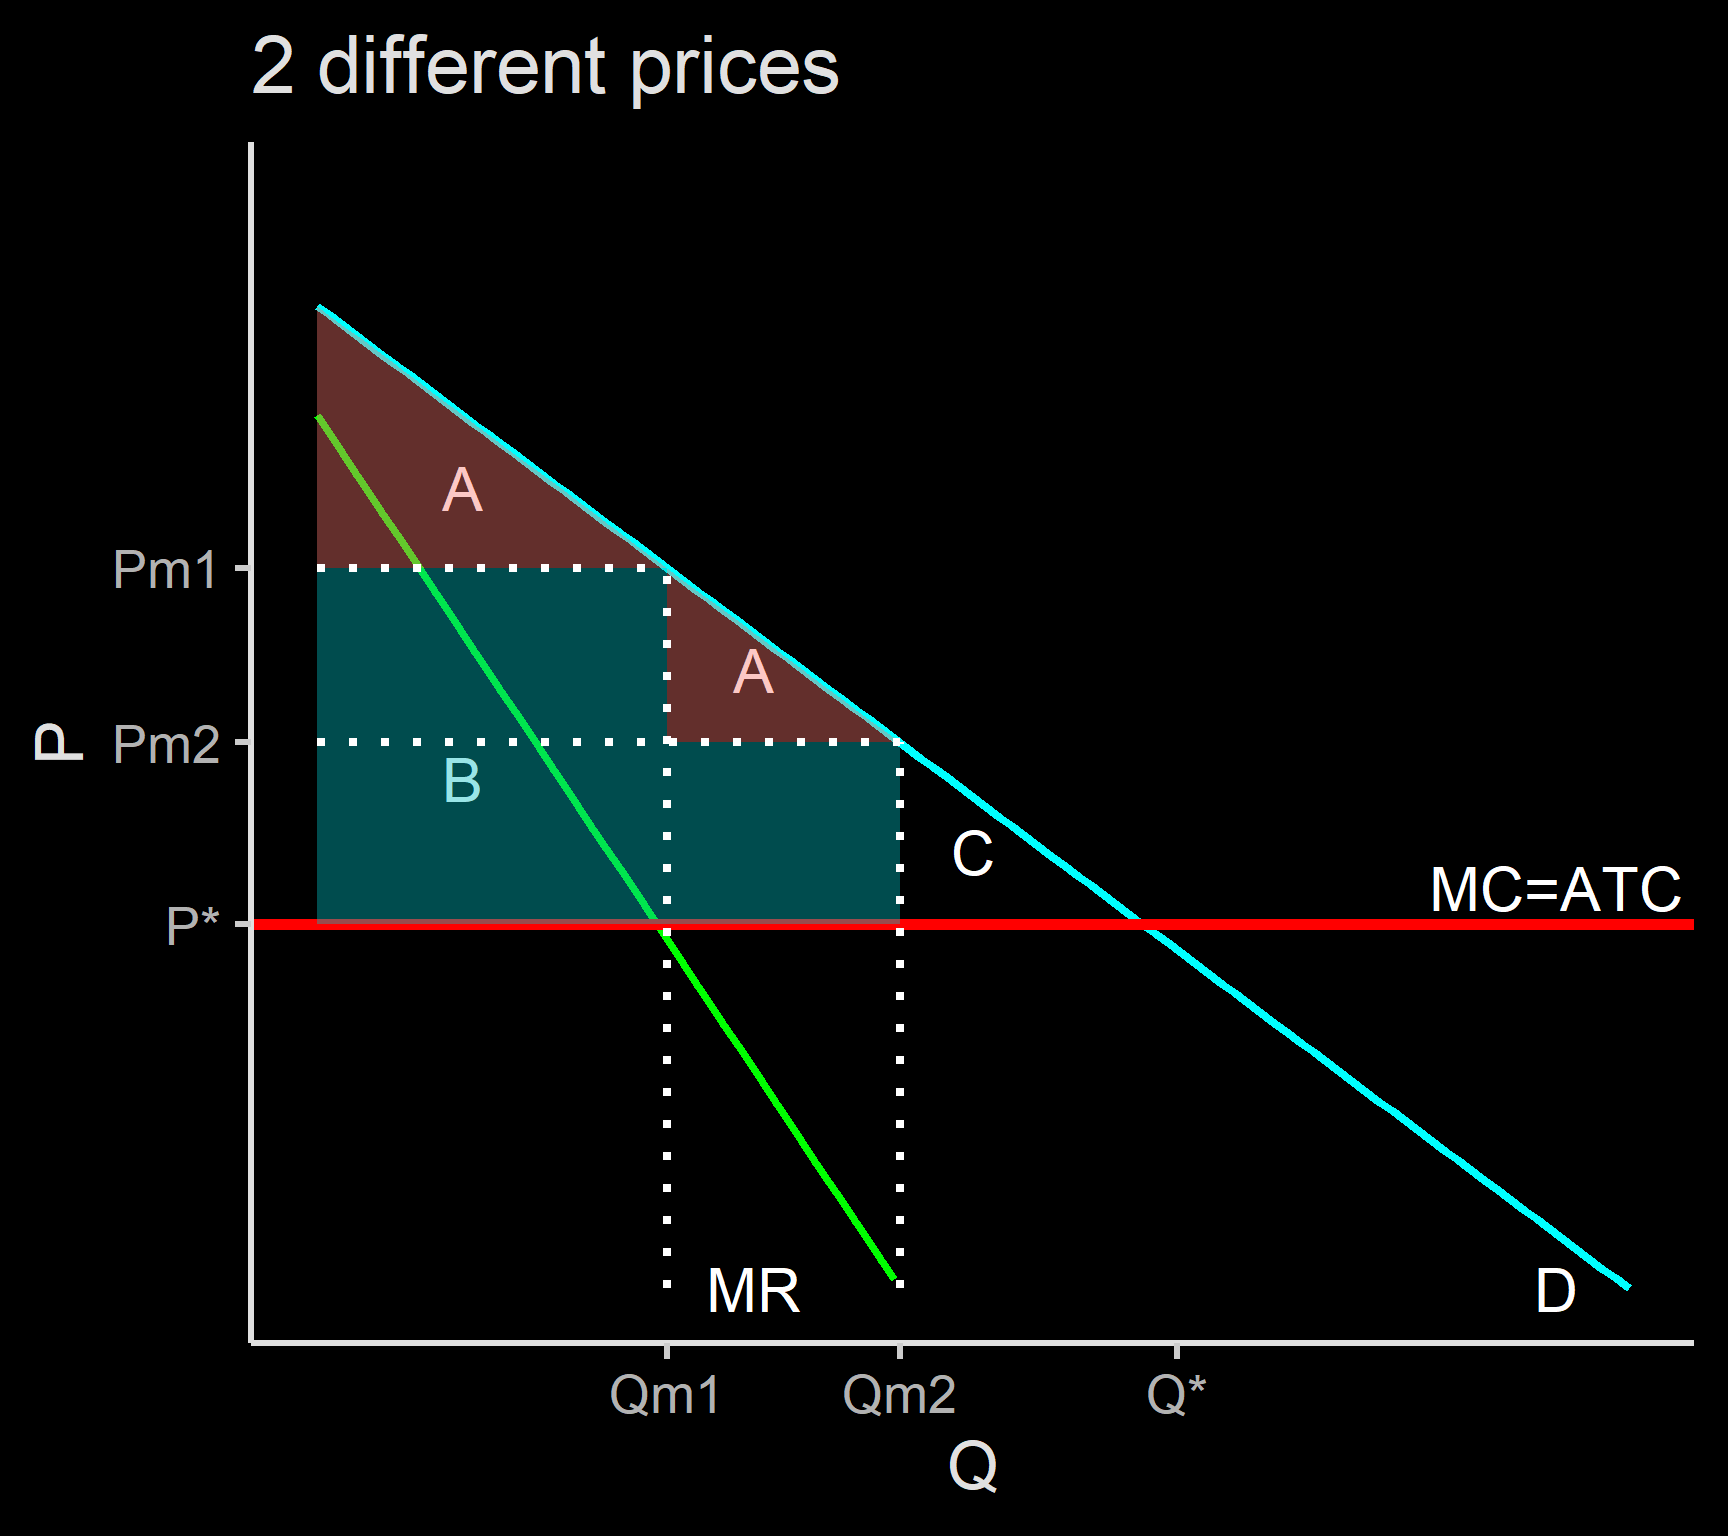 2 different prices
A
Pm1
A
Pm2
P
B
C
MC=ATC
P*
MR
D
Qm1
Qm2
Q*
Q